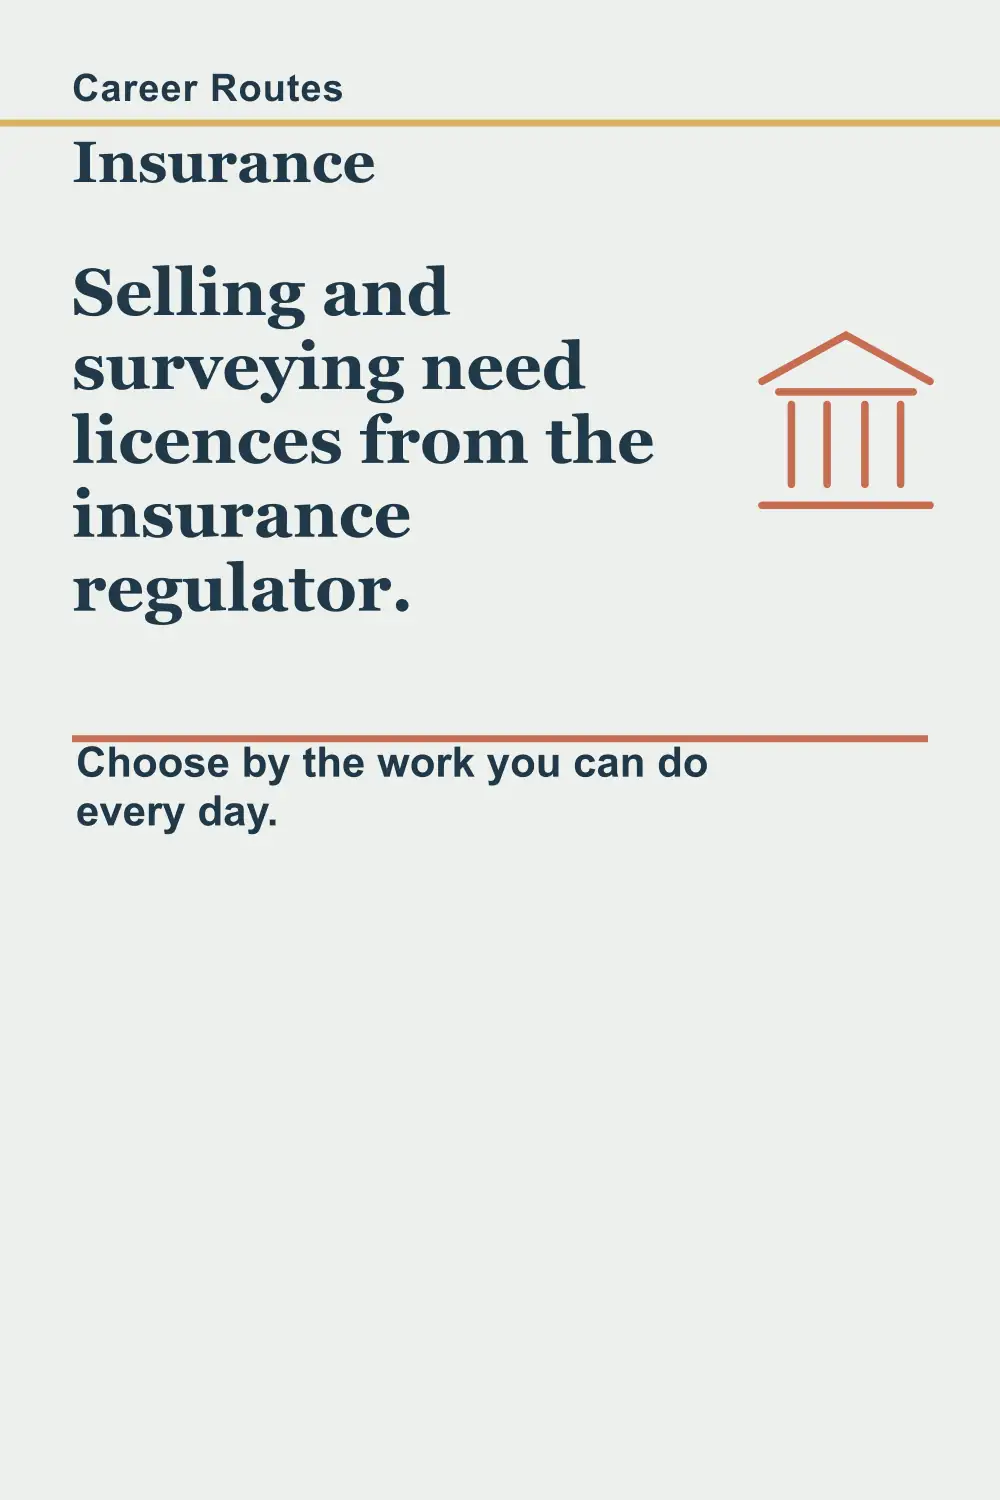 Career Routes
Insurance
Selling and
surveying need
licences from the
insurance
regulator.
Choose by the work you can do
every day.